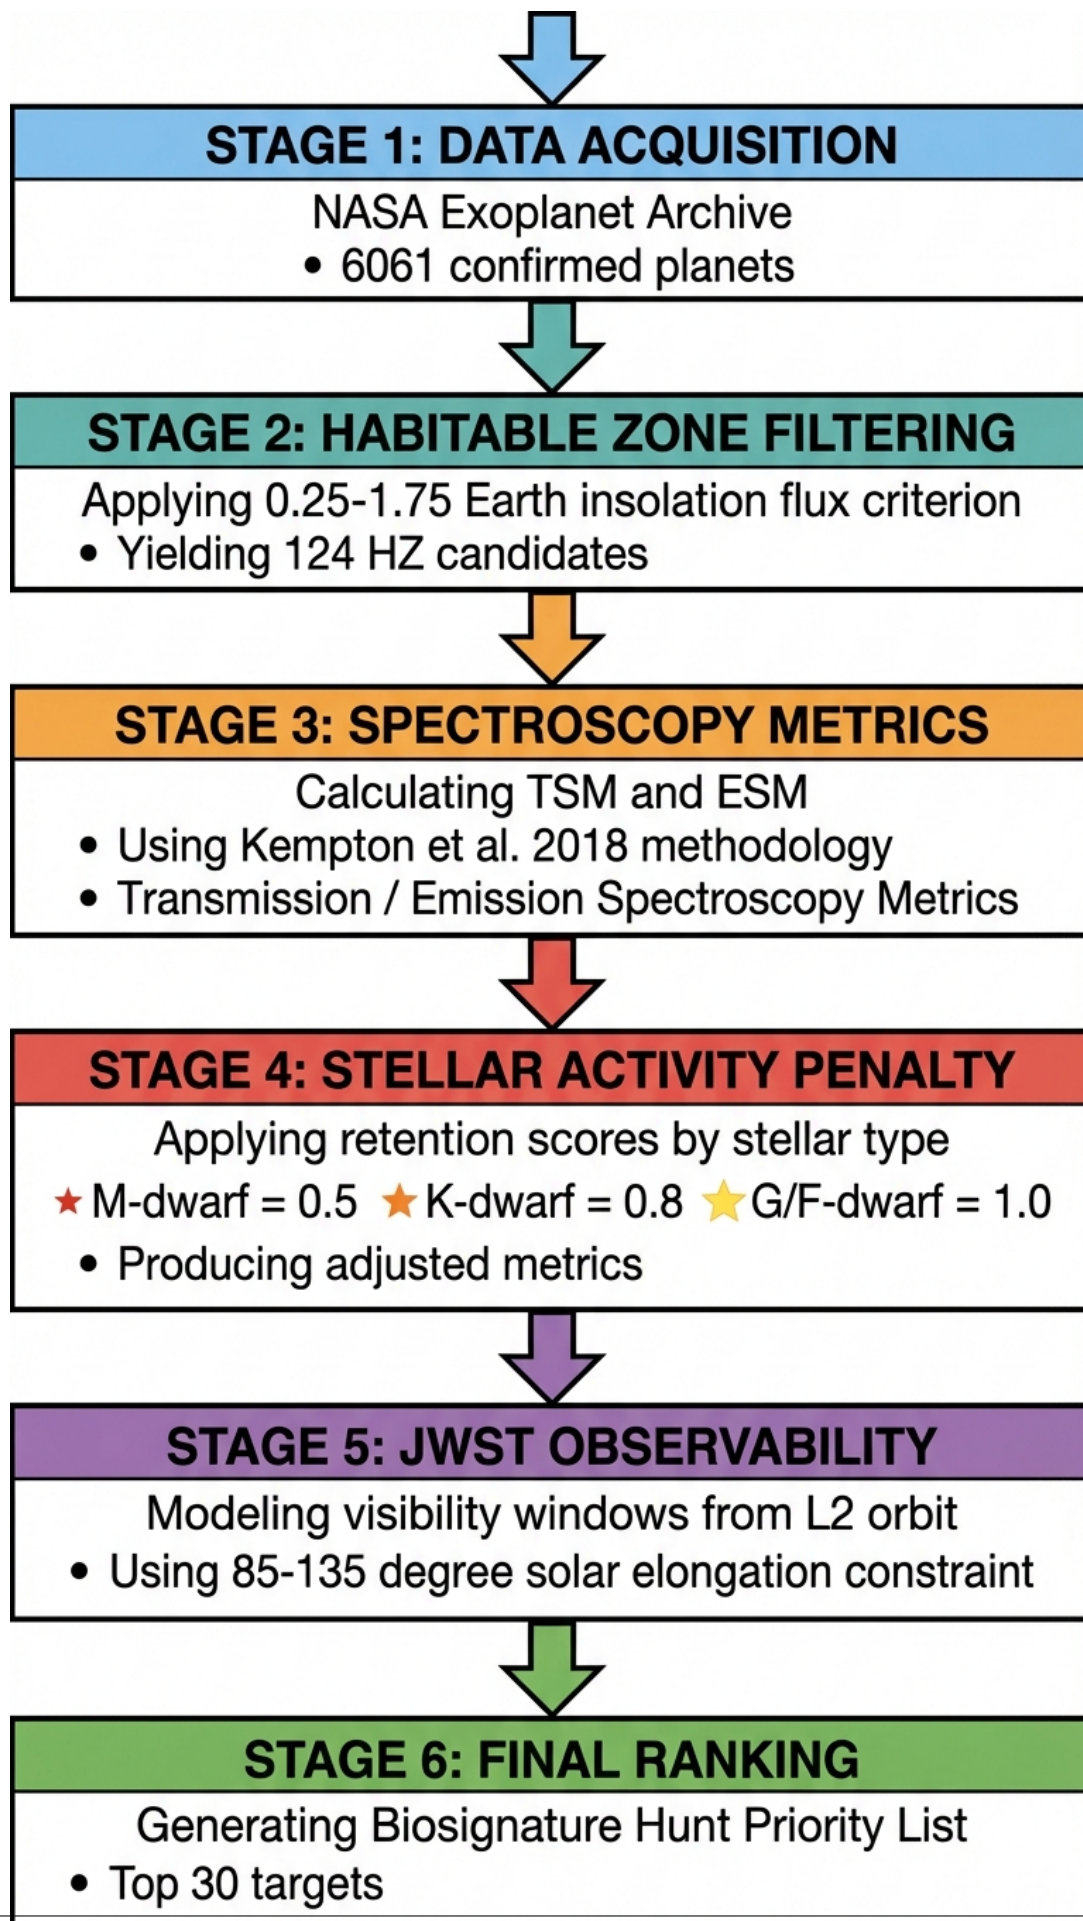 STAGE 1: DATA ACQUISITION
NASA Exoplanet Archive
• 6061 confirmed planets
STAGE 2: HABITABLE ZONE FILTERING
Applying 0.25-1.75 Earth insolation flux criterion
• Yielding 124 HZ candidates
STAGE 3: SPECTROSCOPY METRICS
Calculating TSM and ESM
• Using Kempton et al. 2018 methodology
• Transmission / Emission Spectroscopy Metrics
STAGE 4: STELLAR ACTIVITY PENALTY
Applying retention scores by stellar type
M-dwarf = 0.5 K-dwarf = 0.8 G/F-dwarf = 1.0
• Producing adjusted metrics
STAGE 5: JWST OBSERVABILITY
Modeling visibility windows from L2 orbit
• Using 85-135 degree solar elongation constraint
STAGE 6: FINAL RANKING
Generating Biosignature Hunt Priority List
• Top 30 targets